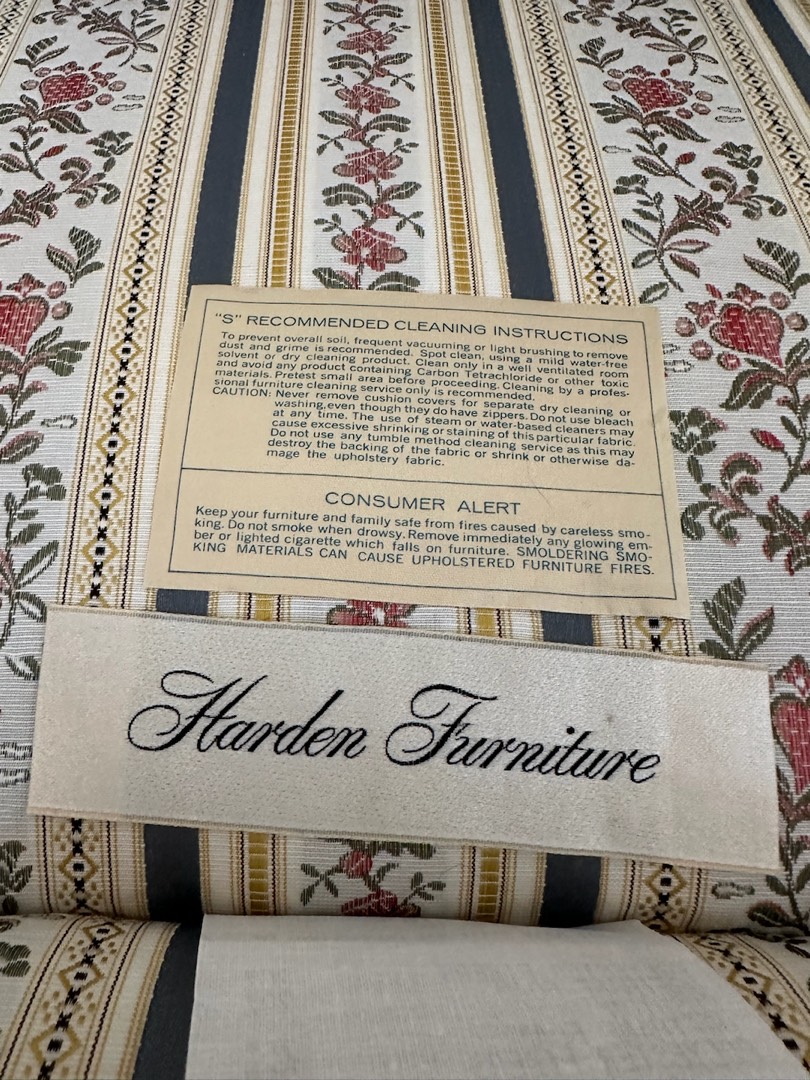 "S" RECOMMENDED CLEANING INSTRUCTIONS
To prevent overall soil, frequent vacuuming or light brushing to remove
dust and grime is recommended. Spot clean, using a mild water-free
solvent or dry cleaning product. Clean only in a well ventilated room
and avoid any product containing Carbon Tetrachloride or other toxic
materials. Pretest small area before proceeding. Cleaning by a profes-
sional furniture cleaning service only is recommended.
CAUTION: Never remove cushion covers for separate dry cleaning or
washing, even though they do have zippers. Do not use bleach
at any time. The use of steam or water-based cleaners may
cause excessive shrinking or staining of this particular fabric.
Do not use any tumble method cleaning service as this may
destroy the backing of the fabric or shrink or otherwise da-
mage the upholstery fabric.
CONSUMER ALERT
Keep your furniture and family safe from fires caused by careless smo-
king. Do not smoke when drowsy. Remove immediately any glowing em-
ber or lighted cigarette which falls on furniture. SMOLDERING SMO-
KING MATERIALS CAN CAUSE UPHOLSTERED FURNITURE FIRES.
Harden Furniture